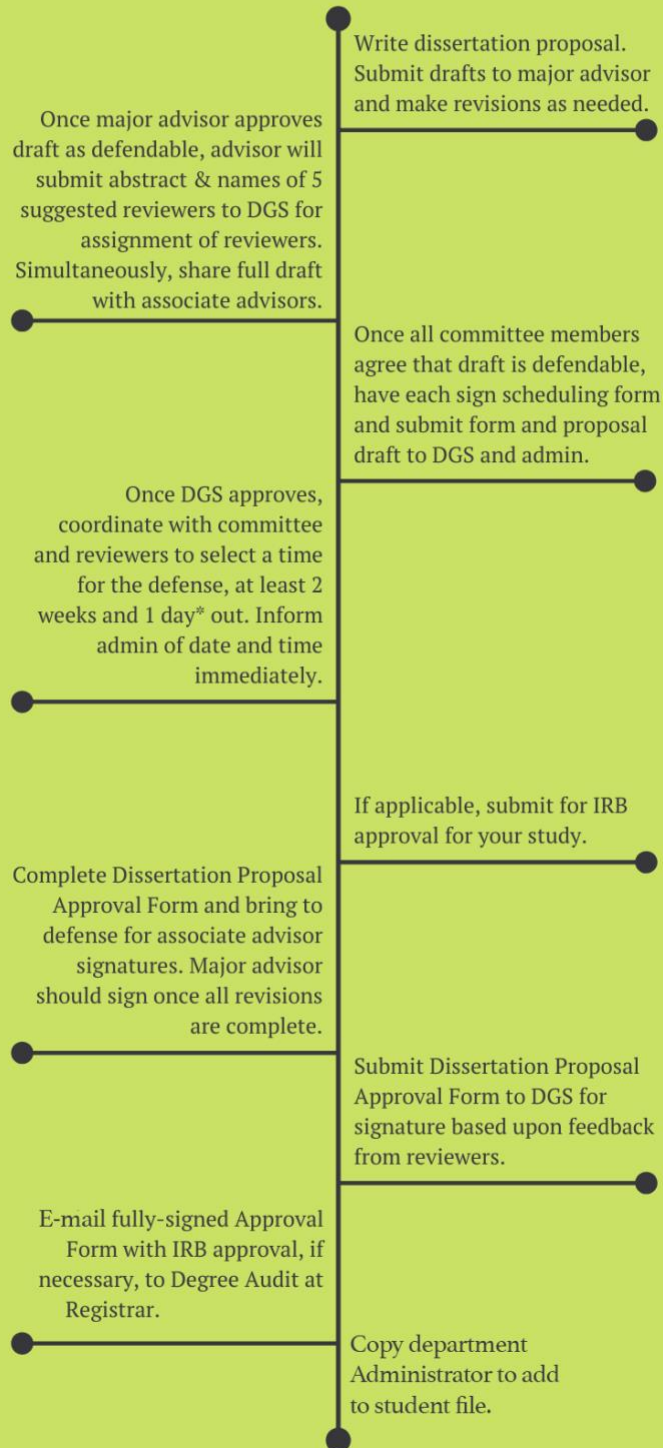 Write dissertation proposal.
Submit drafts to major advisor
and make revisions as needed.
Once major advisor approves
draft as defendable, advisor will
submit abstract & names of 5
suggested reviewers to DGS for
assignment of reviewers.
Simultaneously, share full draft
with associate advisors.
Once all committee members
agree that draft is defendable,
have each sign scheduling form
and submit form and proposal
draft to DGS and admin.
Once DGS approves,
coordinate with committee
and reviewers to select a time
for the defense, at least 2
weeks and 1 day* out. Inform
admin of date and time
immediately.
If applicable, submit for IRB
approval for your study.
Complete Dissertation Proposal
Approval Form and bring to
defense for associate advisor
signatures. Major advisor
should sign once all revisions
are complete.
Submit Dissertation Proposal
Approval Form to DGS for
signature based upon feedback
from reviewers.
E-mail fully-signed Approval
Form with IRB approval, if
necessary, to Degree Audit at
Registrar.
Copy department
Administrator to add
to student file.